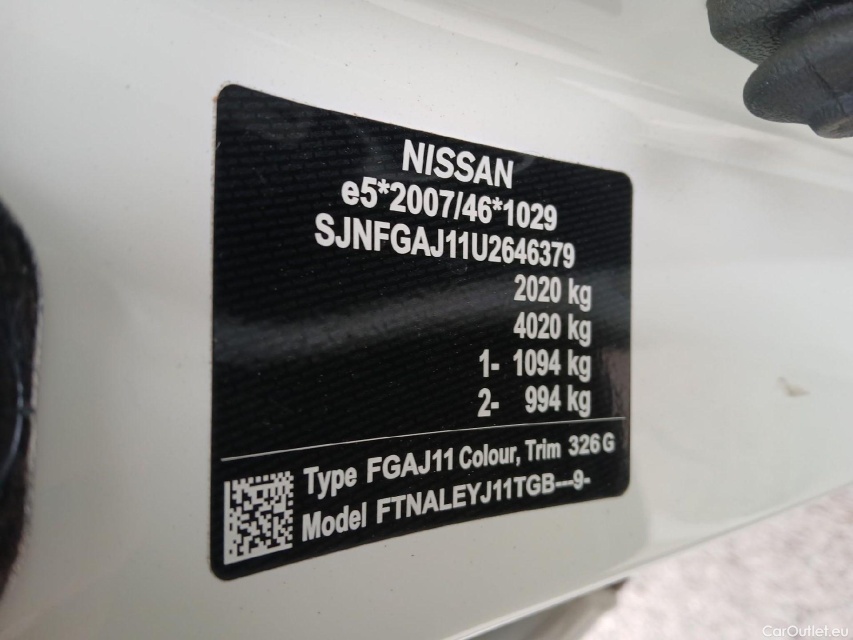 NISSAN
e5*2007/46*1029
SJNFGAJ11U2646379
2020 kg
4020 kg
1- 1094 kg
2- 994 kg
Type FGAJ11 Colour, Trim 326 G
Model FTNALEYJ11TGB---9-
CarOutlet.eu